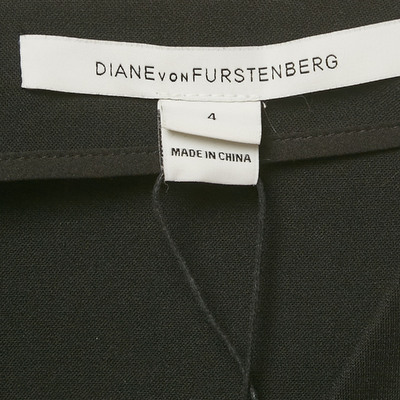 DIANE VON FURSTENBERG
4
MADE IN CHINA